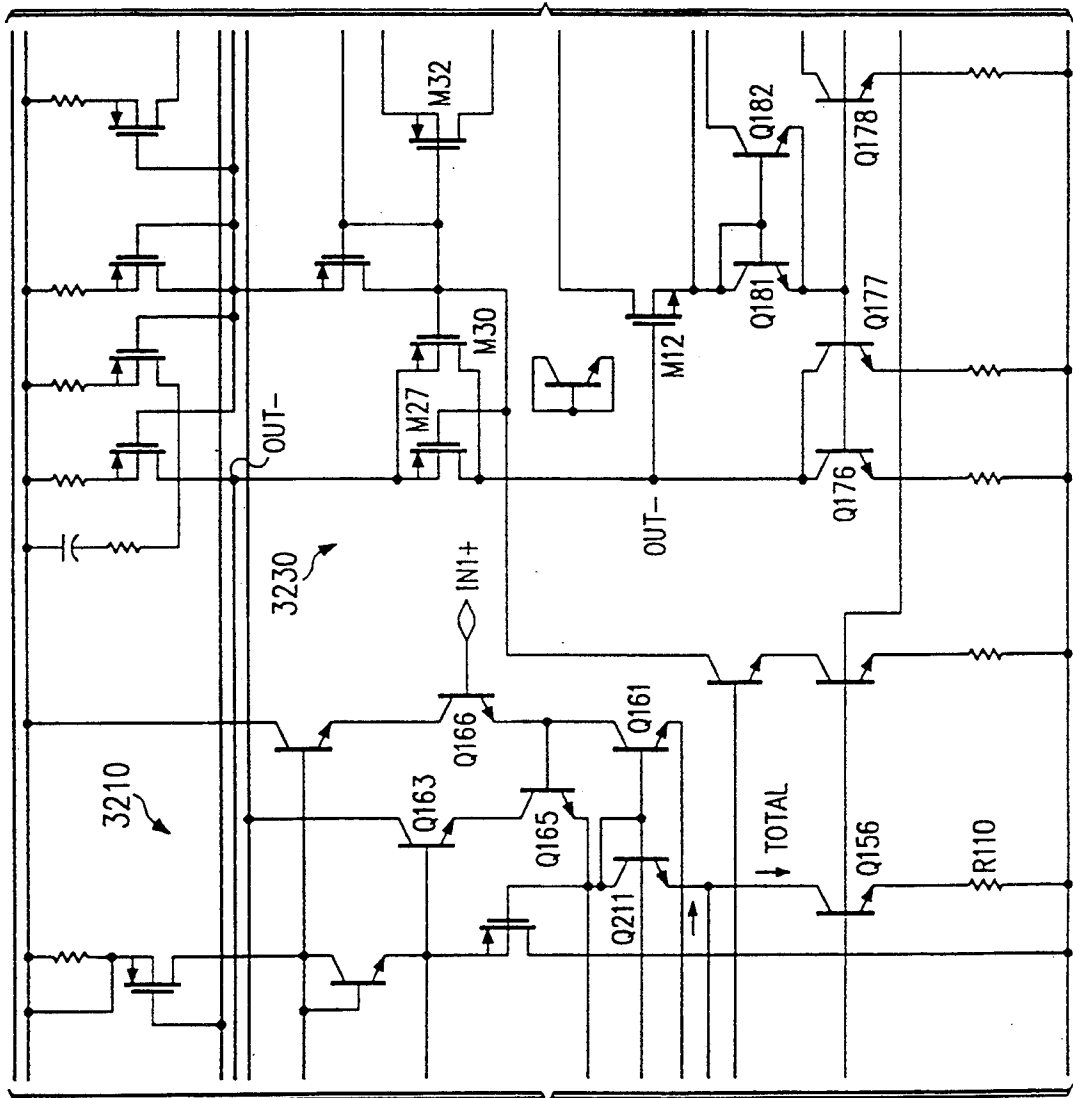 M32
Q182
Q178
M30
Q181
Q177
M27
M12
OUT-
OUT-
Q176
3230
IN1+
Q166
Q161
3210
Q163
Q165
TOTAL
Q211
Q156
R110